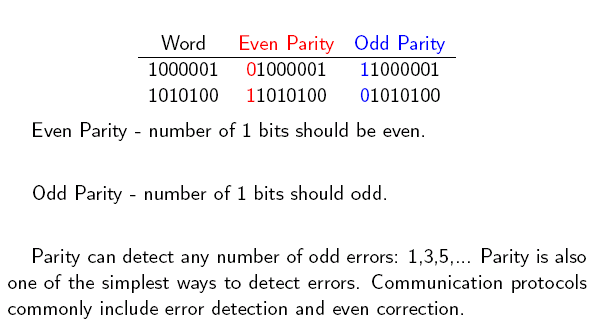 Word Even Parity Odd Parity
1000001 01000001 11000001
1010100 11010100 01010100
Even Parity - number of 1 bits should be even.
Odd Parity - number of 1 bits should odd.
Parity can detect any number of odd errors: 1,3,5,... Parity is also
one of the simplest ways to detect errors. Communication protocols
commonly include error detection and even correction.